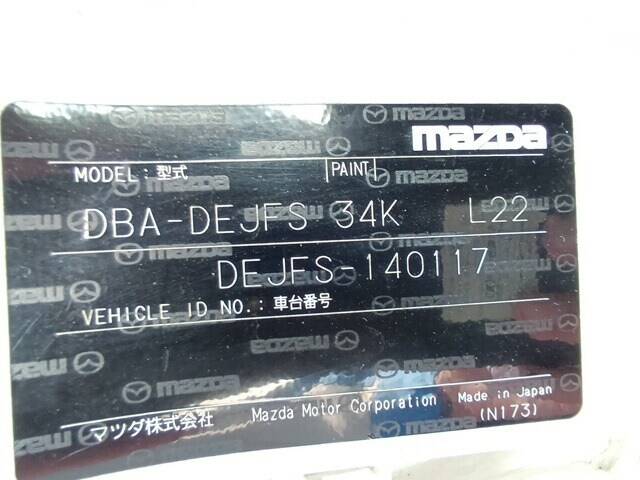 mazda
MODEL:型式 PAINT
DBA-DEJFS 34K L22
DEJFS-140117
VEHICLE ID NO.:車台番号
マツダ株式会社 Mazda Motor Corporation Made in Japan
(N173)